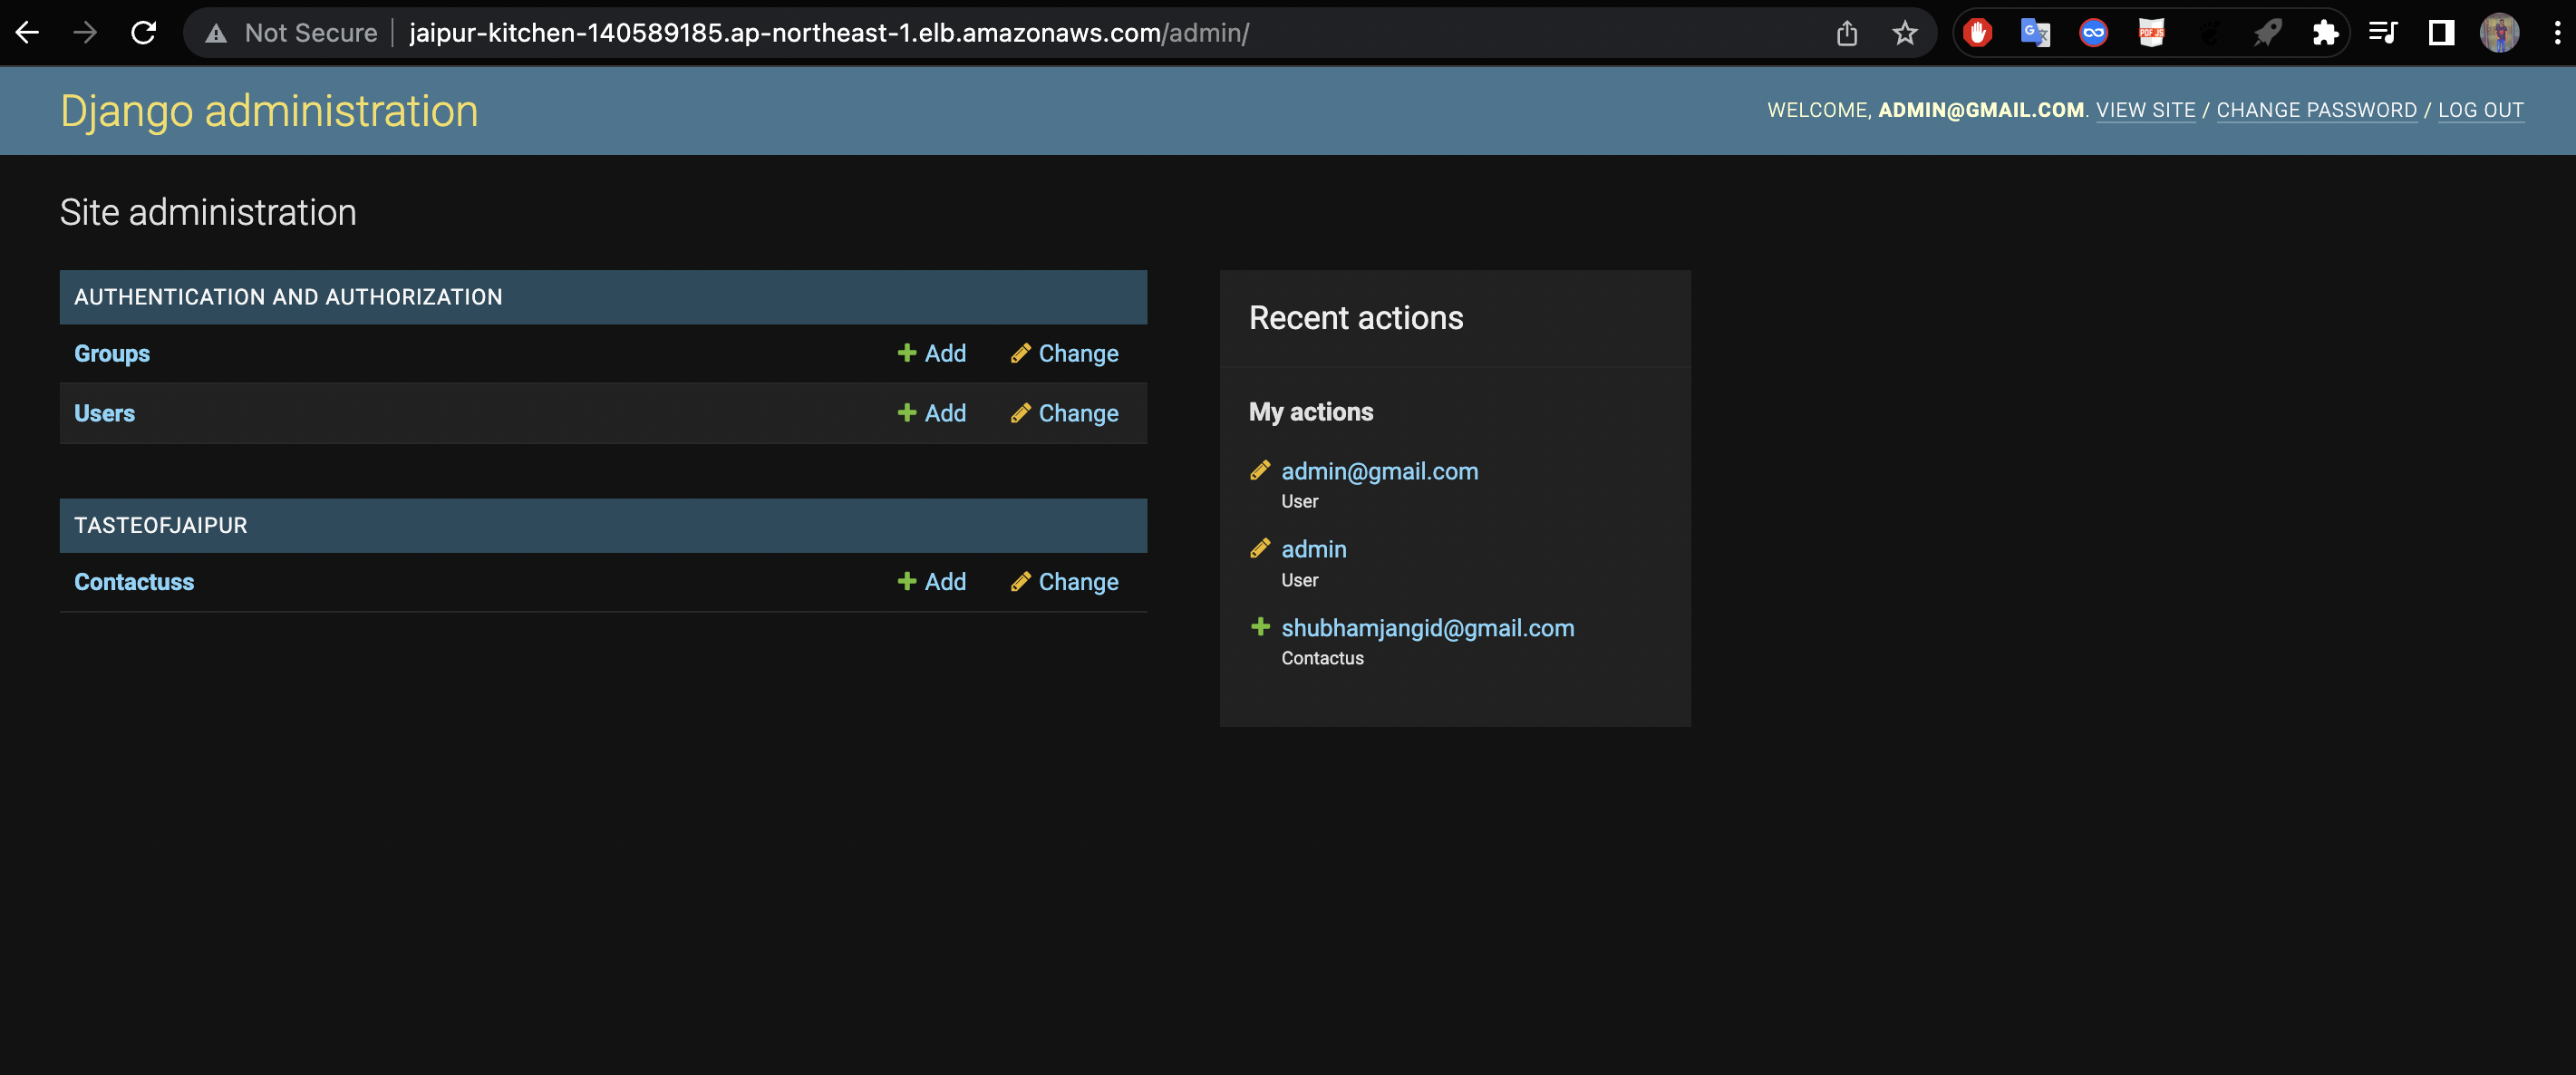 Not Secure | jaipur-kitchen-140589185.ap-northeast-1.elb.amazonaws.com/admin/
Django administration
WELCOME, ADMIN@GMAIL.COM. VIEW SITE / CHANGE PASSWORD / LOG OUT
Site administration
AUTHENTICATION AND AUTHORIZATION
Groups Add Change
Users Add Change
TASTEOFJAIPUR
Contactuss Add Change
Recent actions
My actions
admin@gmail.com
User
admin
User
shubhamjangid@gmail.com
Contactus